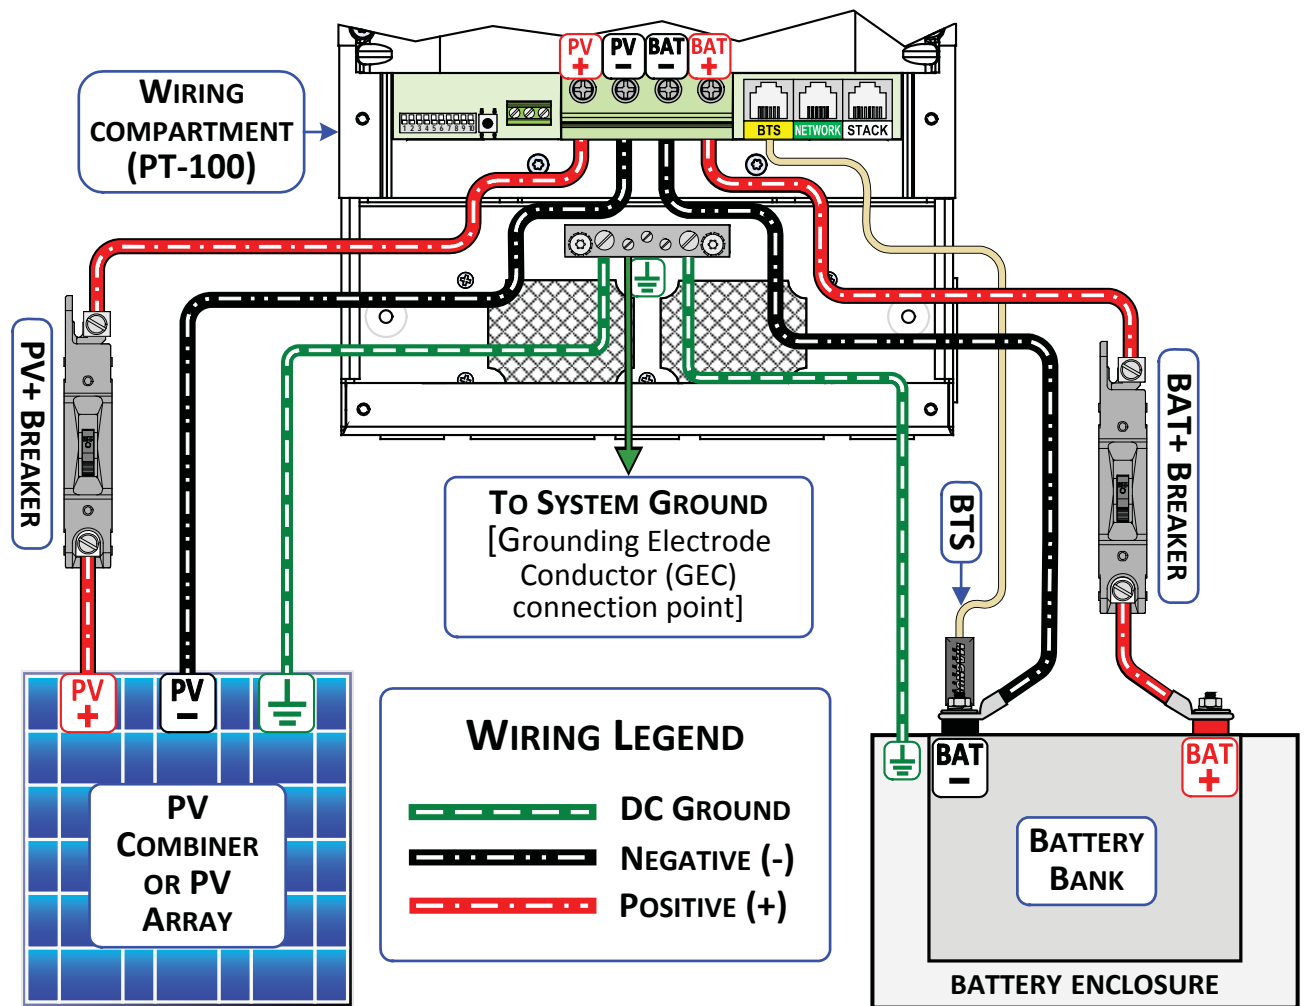 PV
+
PV
−
BAT
−
BAT
+
WIRING
COMPARTMENT
(PT-100)
1 2 3 4 5 6 7 8 9 10
BTS
NETWORK
STACK
PV+ BREAKER
BAT+ BREAKER
TO SYSTEM GROUND
[Grounding Electrode
Conductor (GEC)
connection point]
BTS
PV
+
PV
−
WIRING LEGEND
DC GROUND
NEGATIVE (-)
POSITIVE (+)
PV
COMBINER
OR PV
ARRAY
BAT
−
BAT
+
BATTERY
BANK
BATTERY ENCLOSURE